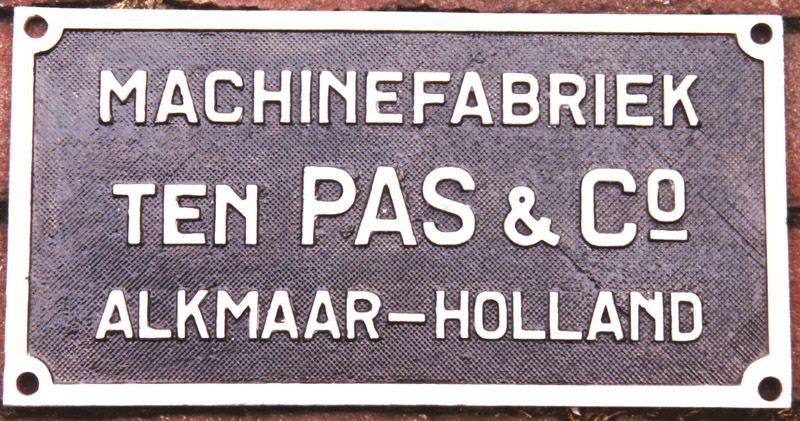 MACHINEFABRIEK
TEN PAS & Cº
ALKMAAR-HOLLAND